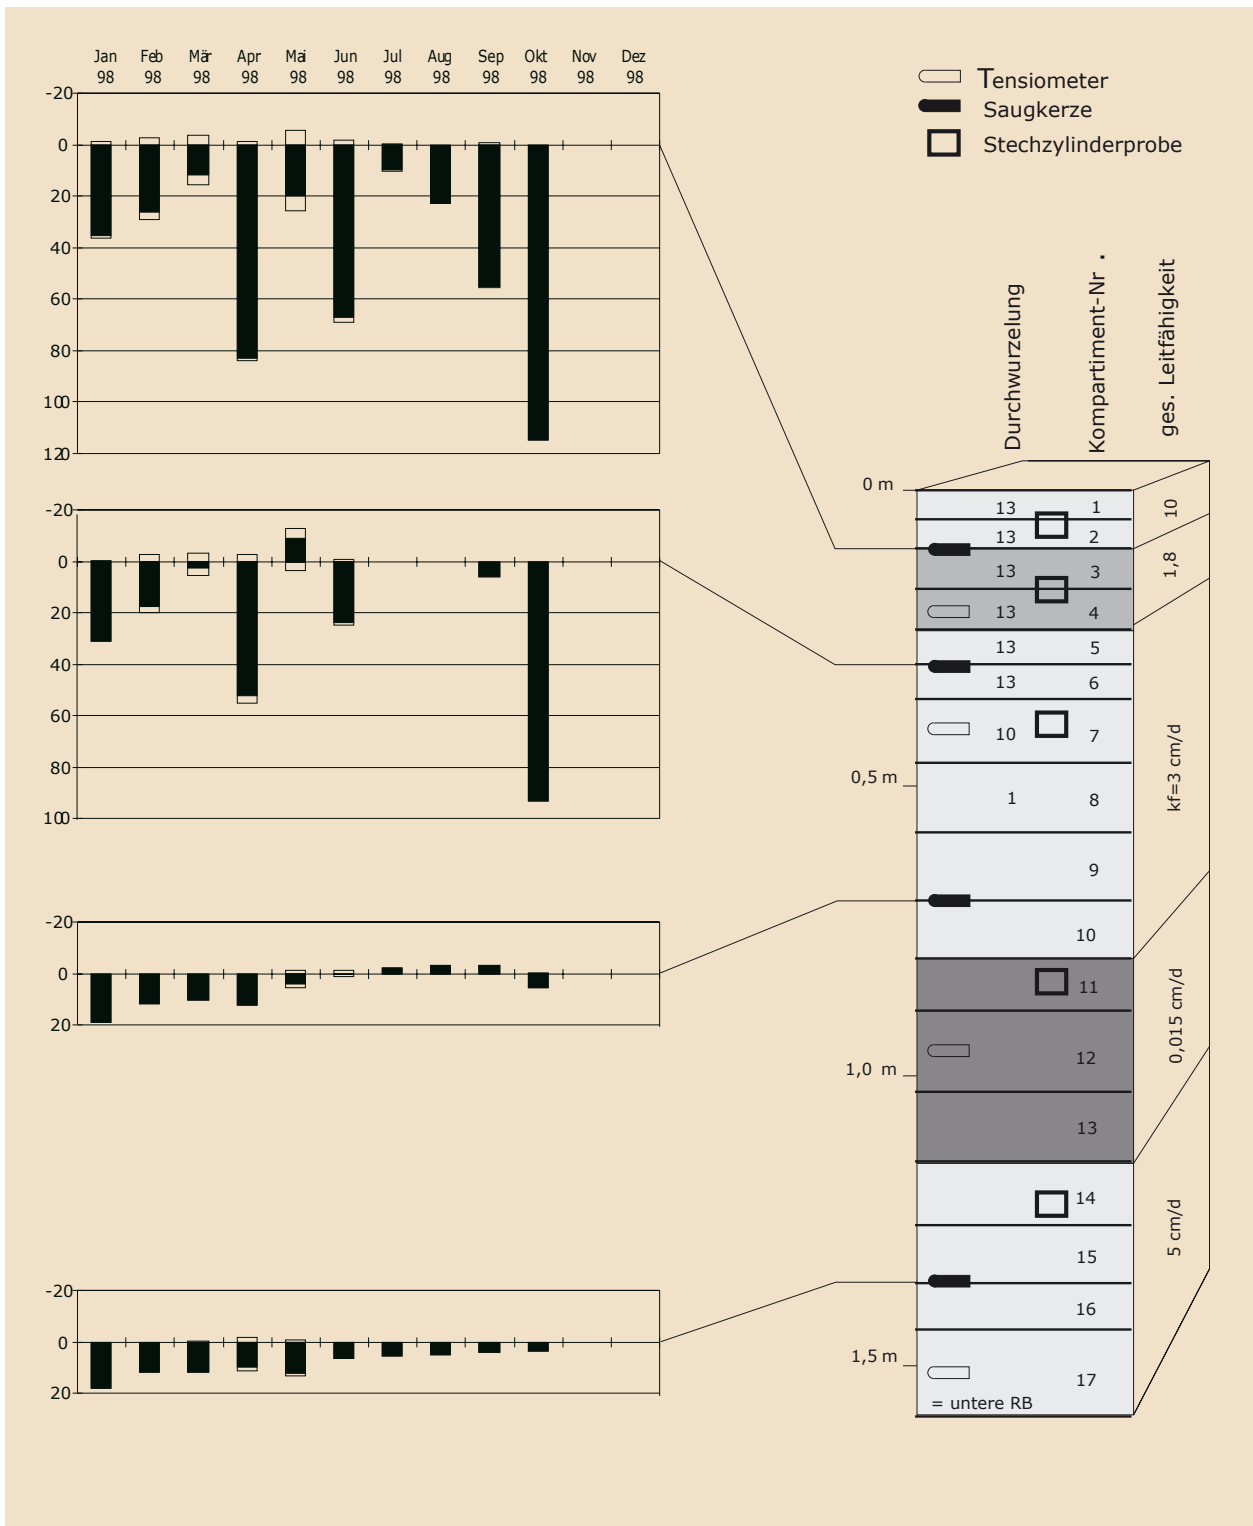 Jan Feb Mär Apr Mai Jun Jul Aug Sep Okt Nov Dez
98 98 98 98 98 98 98 98 98 98 98 98
-20
0
20
40
60
80
100
120
-20
0
20
40
60
80
100
-20
0
20
-20
0
20
Tensiometer
Saugkerze
Stechzylinderprobe
Durchwurzelung
Kompartiment-Nr .
ges. Leitfähigkeit
0 m
13 1
13 2
13 3
13 4
13 5
13 6
10 7
0,5 m
1 8
9
10
11
12
1,0 m
13
14
15
16
1,5 m
17
= untere RB
10
1,8
kf=3 cm/d
0,015 cm/d
5 cm/d